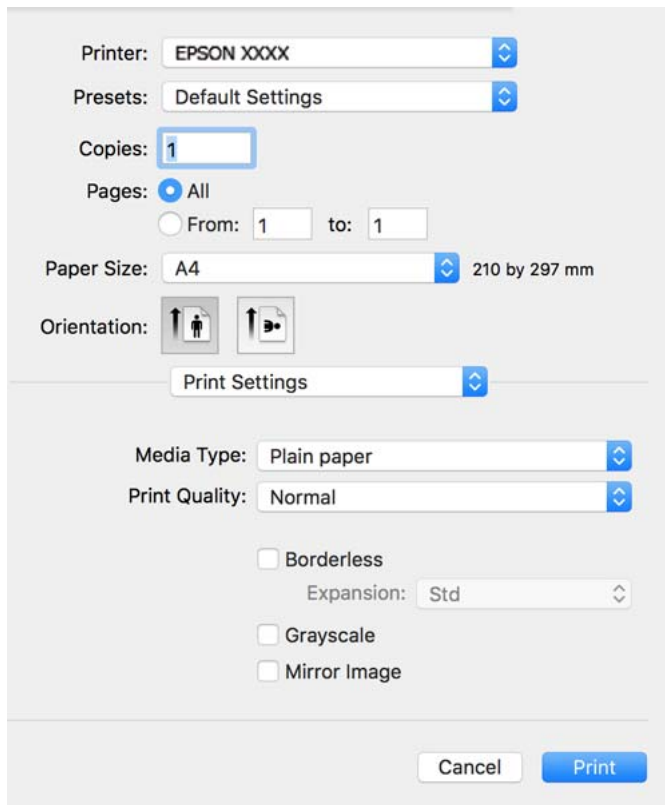 Printer: EPSON XXXX
Presets: Default Settings
Copies: 1
Pages: All
From: 1 to: 1
Paper Size: A4 210 by 297 mm
Orientation:
Print Settings
Media Type: Plain paper
Print Quality: Normal
Borderless
Expansion: Std
Grayscale
Mirror Image
Cancel Print